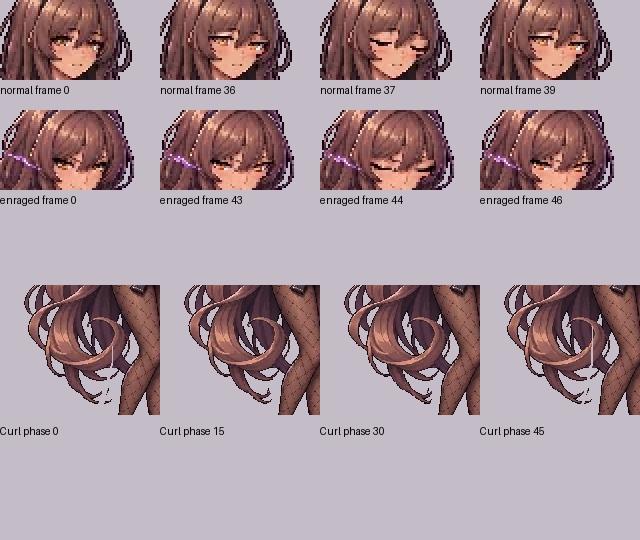 normal frame 0
normal frame 36
normal frame 37
normal frame 39
enraged frame 0
enraged frame 43
enraged frame 44
enraged frame 46
Curl phase 0
Curl phase 15
Curl phase 30
Curl phase 45